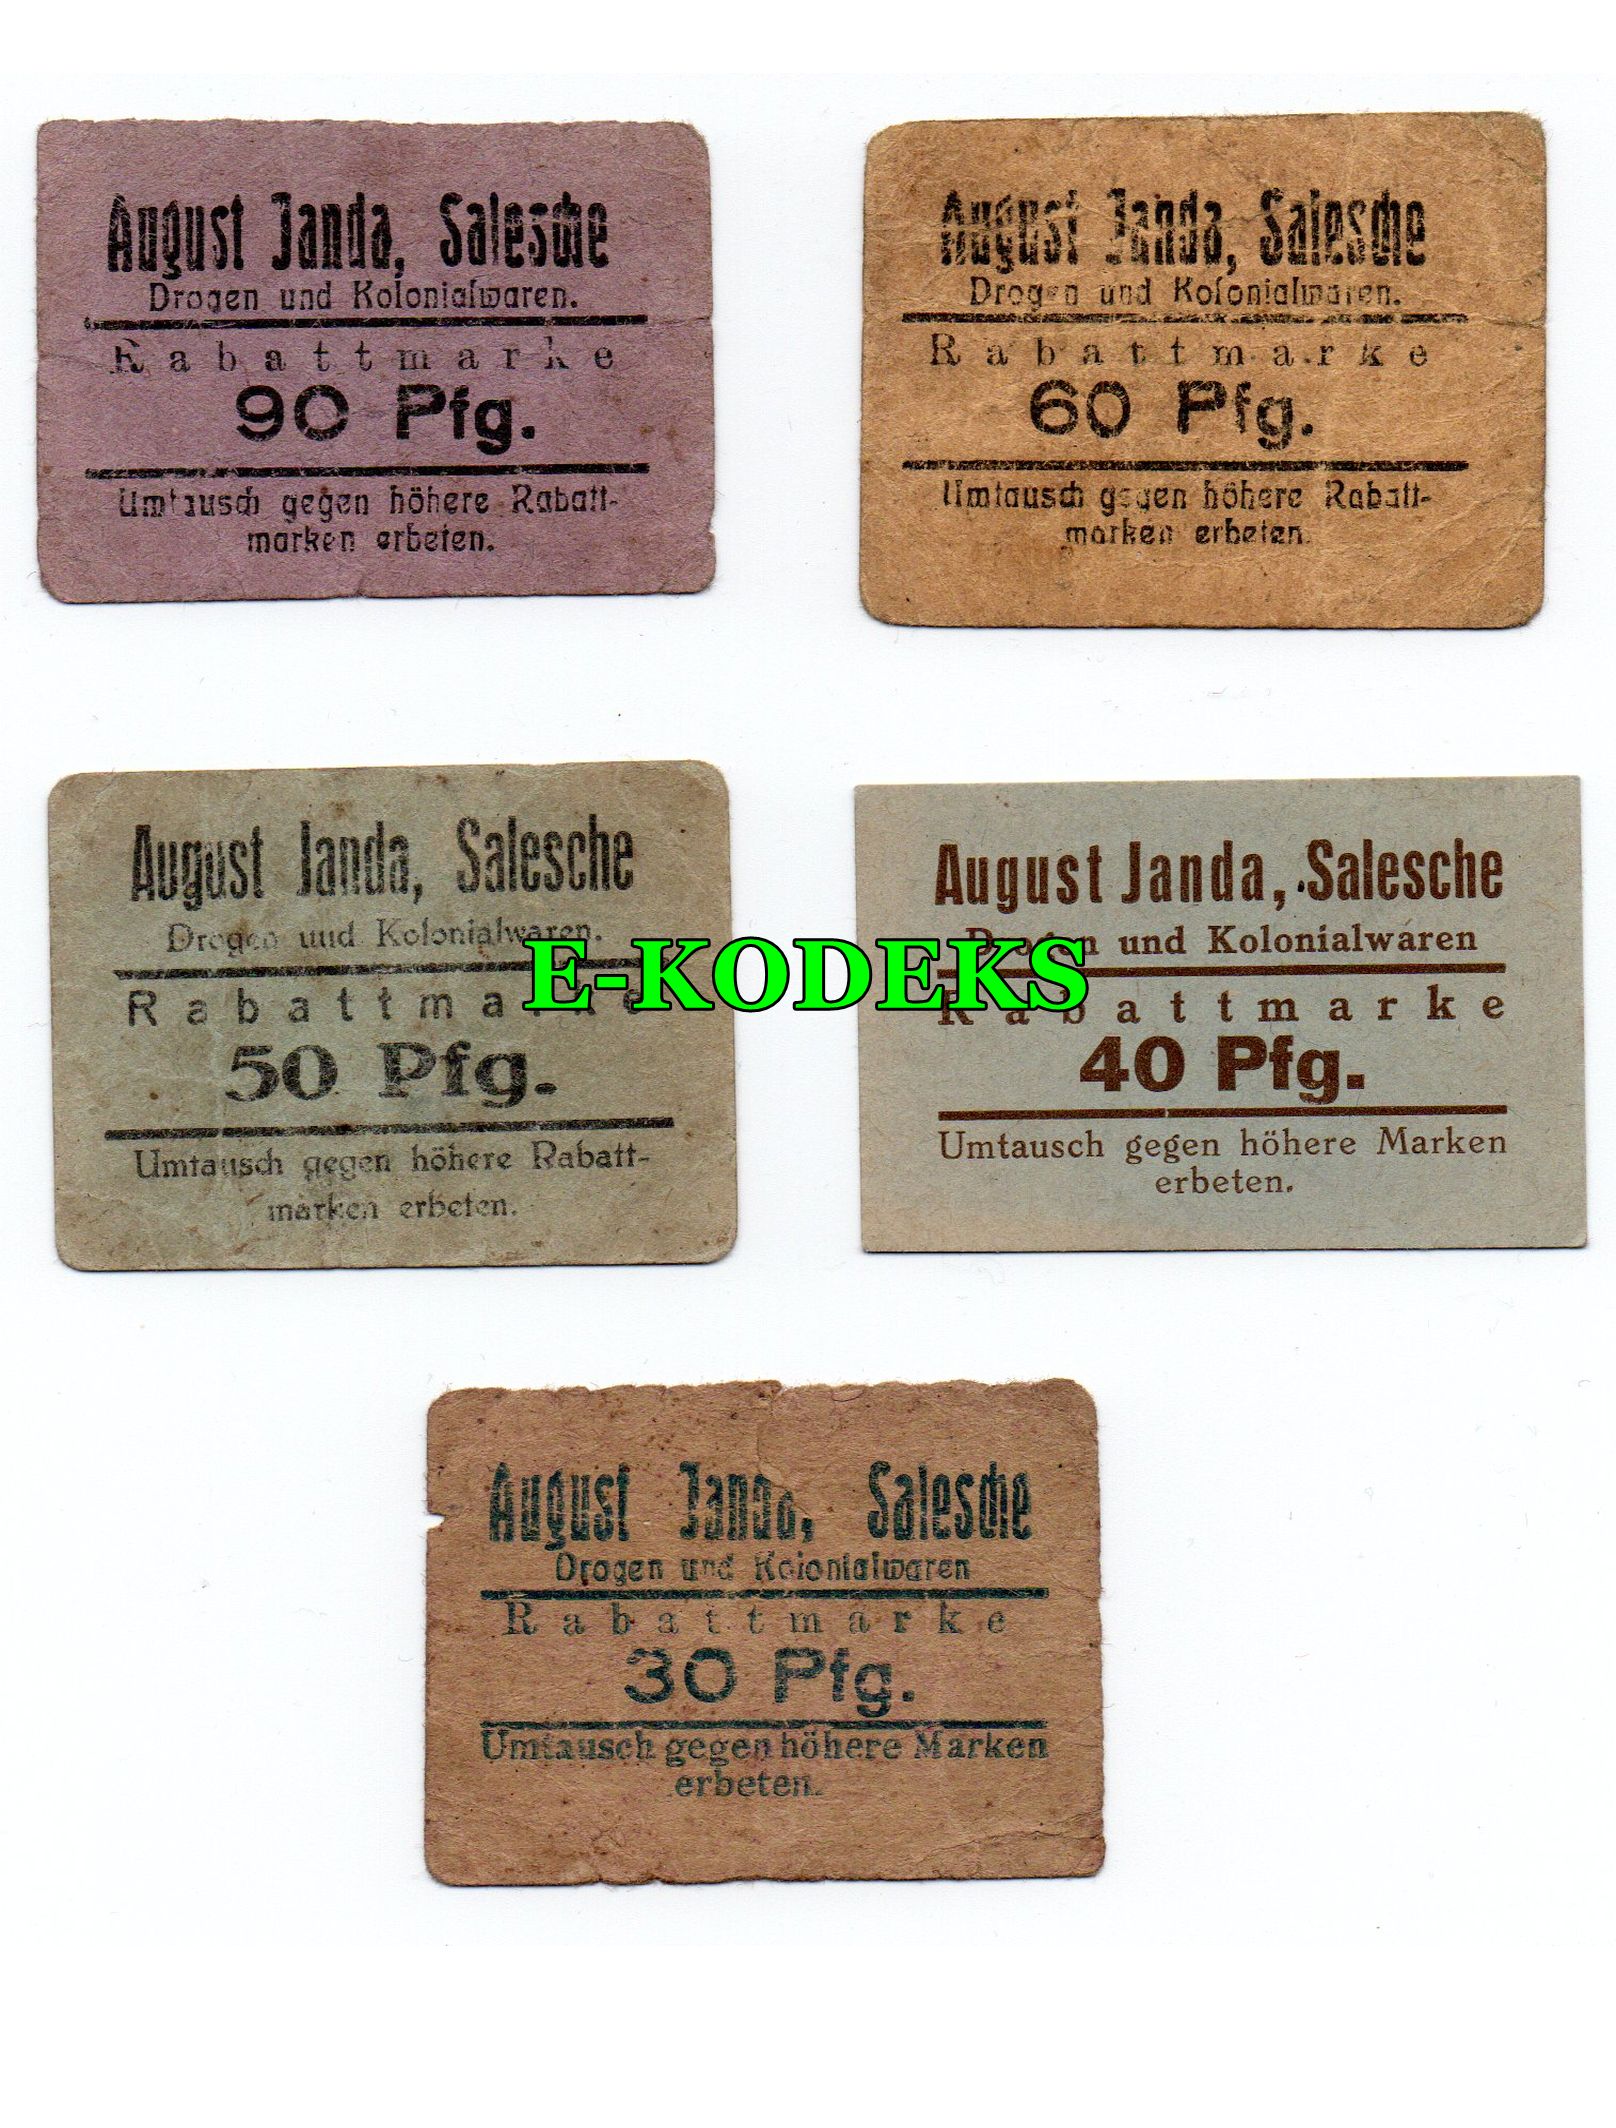 August Janda, Salesche
Drogen und Kolonialwaren.
Rabattmarke
90 Pfg.
Umtausch gegen höhere Rabatt-
marken erbeten.
August Janda, Salesche
Drogen und Kolonialwaren.
Rabattmarke
60 Pfg.
Umtausch gegen höhere Rabatt-
marken erbeten.
August Janda, Salesche
Drogen und Kolonialwaren.
Rabattmarke
50 Pfg.
Umtausch gegen höhere Rabatt-
marken erbeten.
August Janda, Salesche
Drogen und Kolonialwaren
Rabattmarke
40 Pfg.
Umtausch gegen höhere Marken
erbeten.
E-KODEKS
August Janda, Salesche
Drogen und Kolonialwaren
Rabattmarke
30 Pfg.
Umtausch gegen höhere Marken
erbeten.